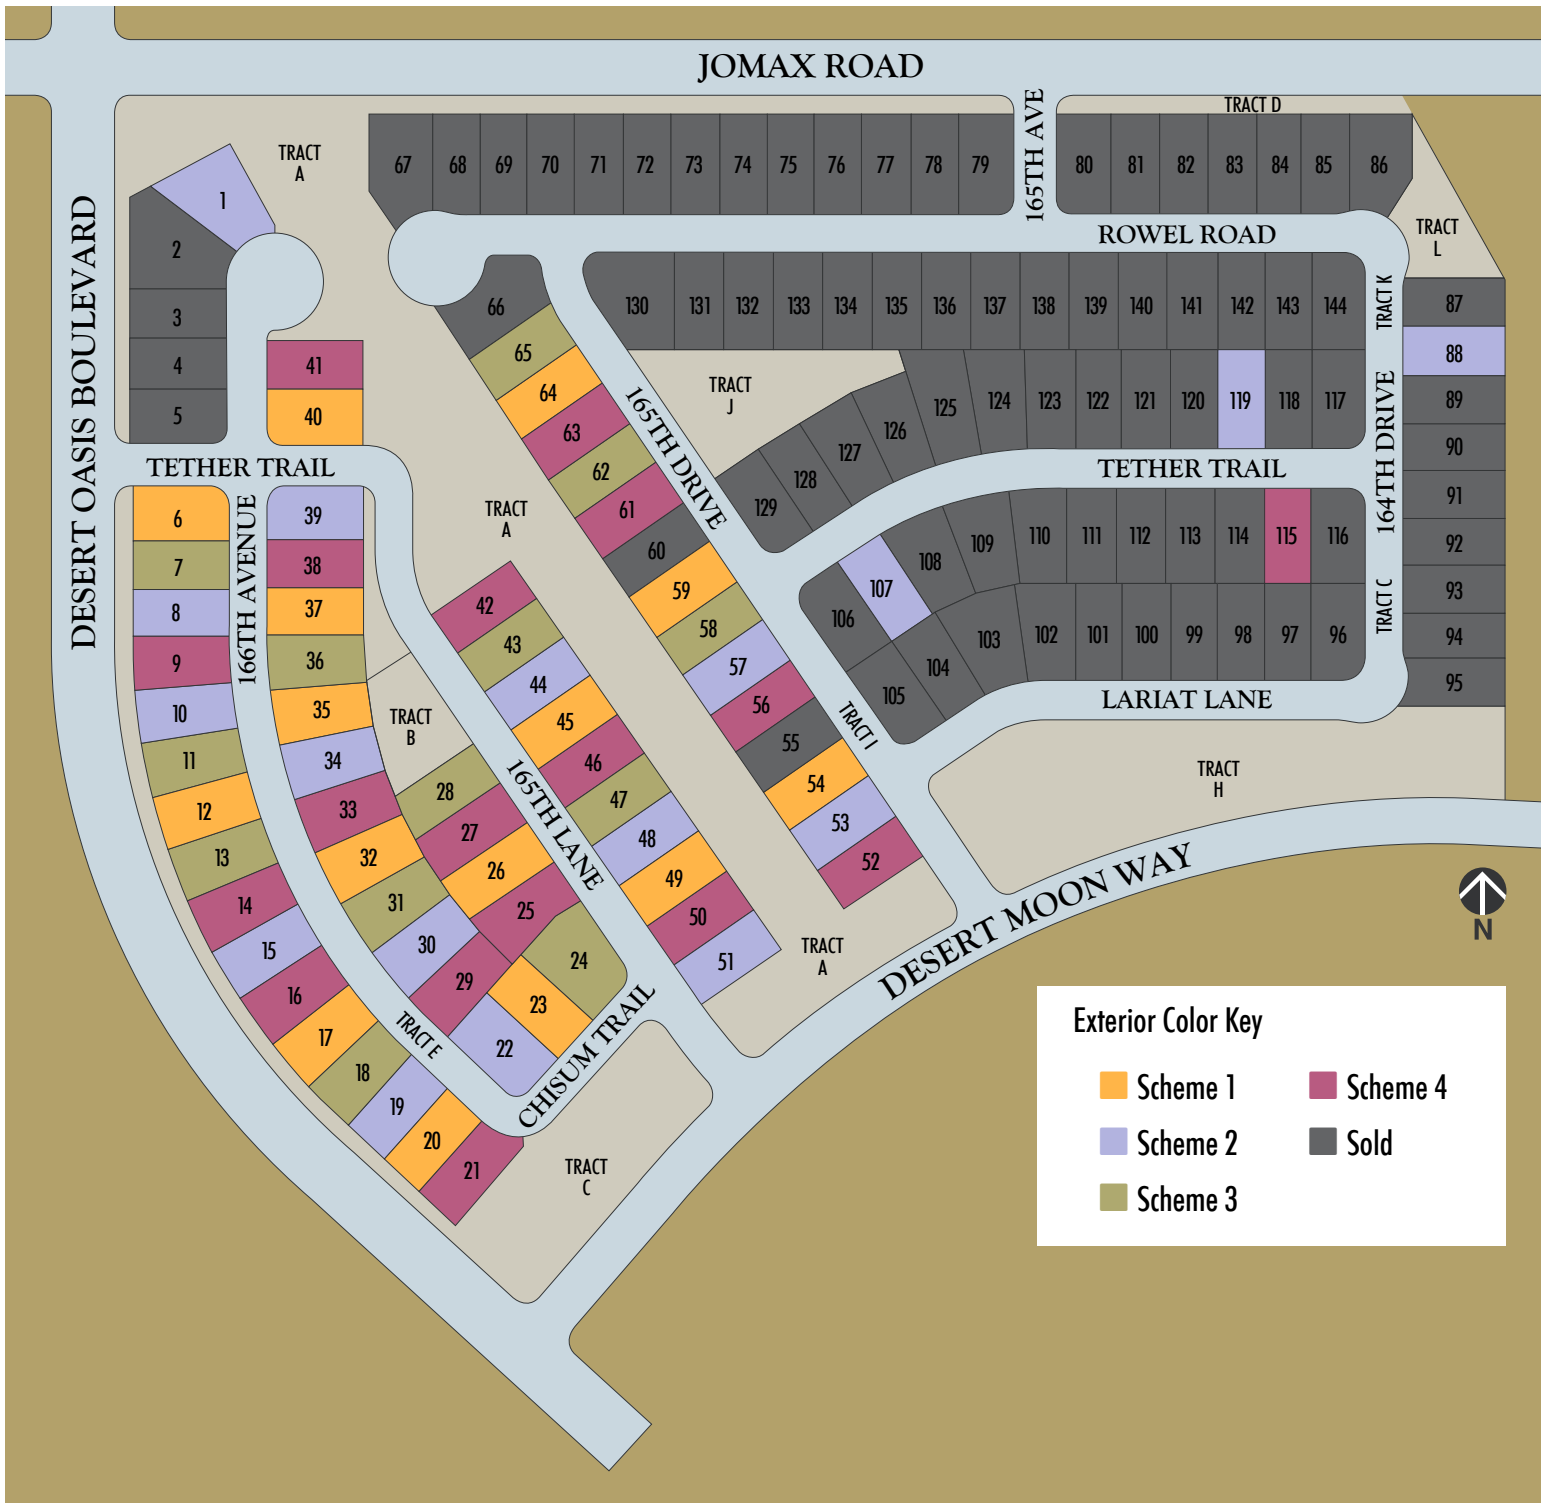 JOMAX ROAD
TRACT D
165TH AVE
TRACT
A
67 68 69 70 71 72 73 74 75 76 77 78 79
80 81 82 83 84 85 86
1
2
3
4
5
DESERT OASIS BOULEVARD
ROWEL ROAD
TRACT
L
66
130 131 132 133 134 135 136 137 138 139 140 141 142 143 144
TRACT K
87
88
89
90
91
92
93
94
95
41
40
65
64
63
62
61
60
59
58
57
56
55
54
53
52
165TH DRIVE
TRACT
J
129 128 127 126 125 124 123 122 121 120 119 118 117
164TH DRIVE
TETHER TRAIL
TETHER TRAIL
166TH AVENUE
TRACT
A
106 107 108 109 110 111 112 113 114 115 116
105 104 103 102 101 100 99 98 97 96
TRACT C
LARIAT LANE
TRACT I
TRACT
H
6
7
8
9
10
11
12
13
14
15
16
17
18
19
20
21
39
38
37
36
35
34
33
32
31
30
29
22
TRACT
B
28
27
26
25
24
23
165TH LANE
42
43
44
45
46
47
48
49
50
51
TRACT
A
TRACT E
CHISUM TRAIL
DESERT MOON WAY
TRACT
C
N
Exterior Color Key
Scheme 1
Scheme 4
Scheme 2
Sold
Scheme 3